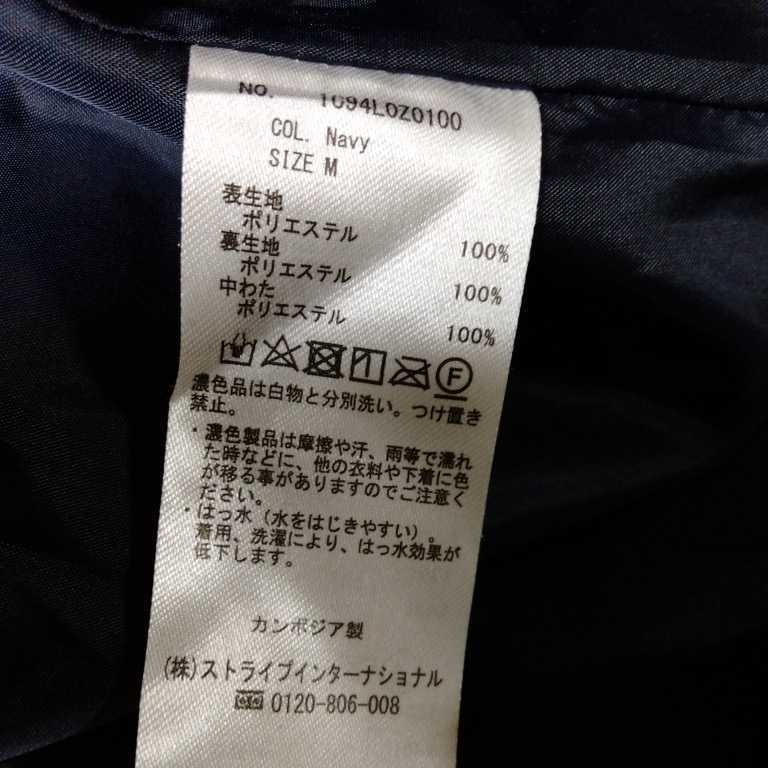 No. 1094L0Z0100
COL. Navy
SIZE M
表生地
ポリエステル 100%
裏生地
ポリエステル 100%
中わた
ポリエステル 100%
F
濃色品は白物と分別洗い。つけ置き
禁止。
・濃色製品は摩擦や汗、雨等で濡れ
た時などに、他の衣料や下着に色
が移る事がありますのでご注意く
ださい。
・はっ水（水をはじきやすい）。
着用、洗濯により、はっ水効果が
低下します。
カンボジア製
(株)ストライプインターナショナル
0120-806-008